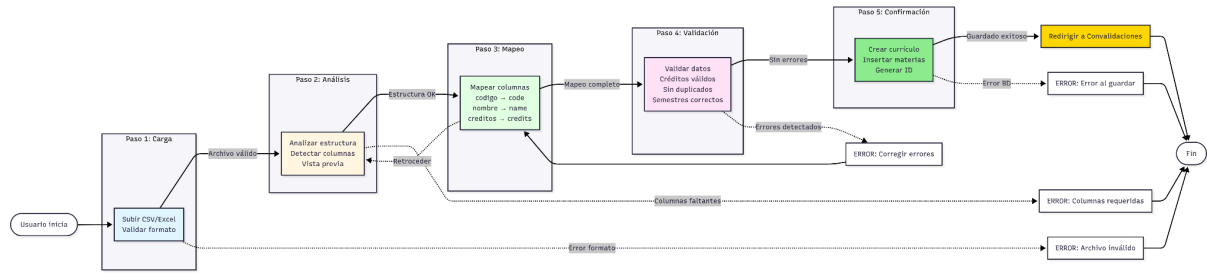 Usuario inicia
Paso 1: Carga
Subir CSV/Excel
Validar formato
Archivo válido
Error formato
Paso 2: Análisis
Analizar estructura
Detectar columnas
Vista previa
Estructura OK
Retroceder
Columnas faltantes
Paso 3: Mapeo
Mapear columnas
codigo → code
nombre → name
creditos → credits
Mapeo completo
Paso 4: Validación
Validar datos
Créditos válidos
Sin duplicados
Semestres correctos
Sin errores
Errores detectados
ERROR: Corregir errores
Paso 5: Confirmación
Crear currículo
Insertar materias
Generar ID
Guardado exitoso
Error BD
Redirigir a Convalidaciones
ERROR: Error al guardar
ERROR: Columnas requeridas
ERROR: Archivo inválido
Fin